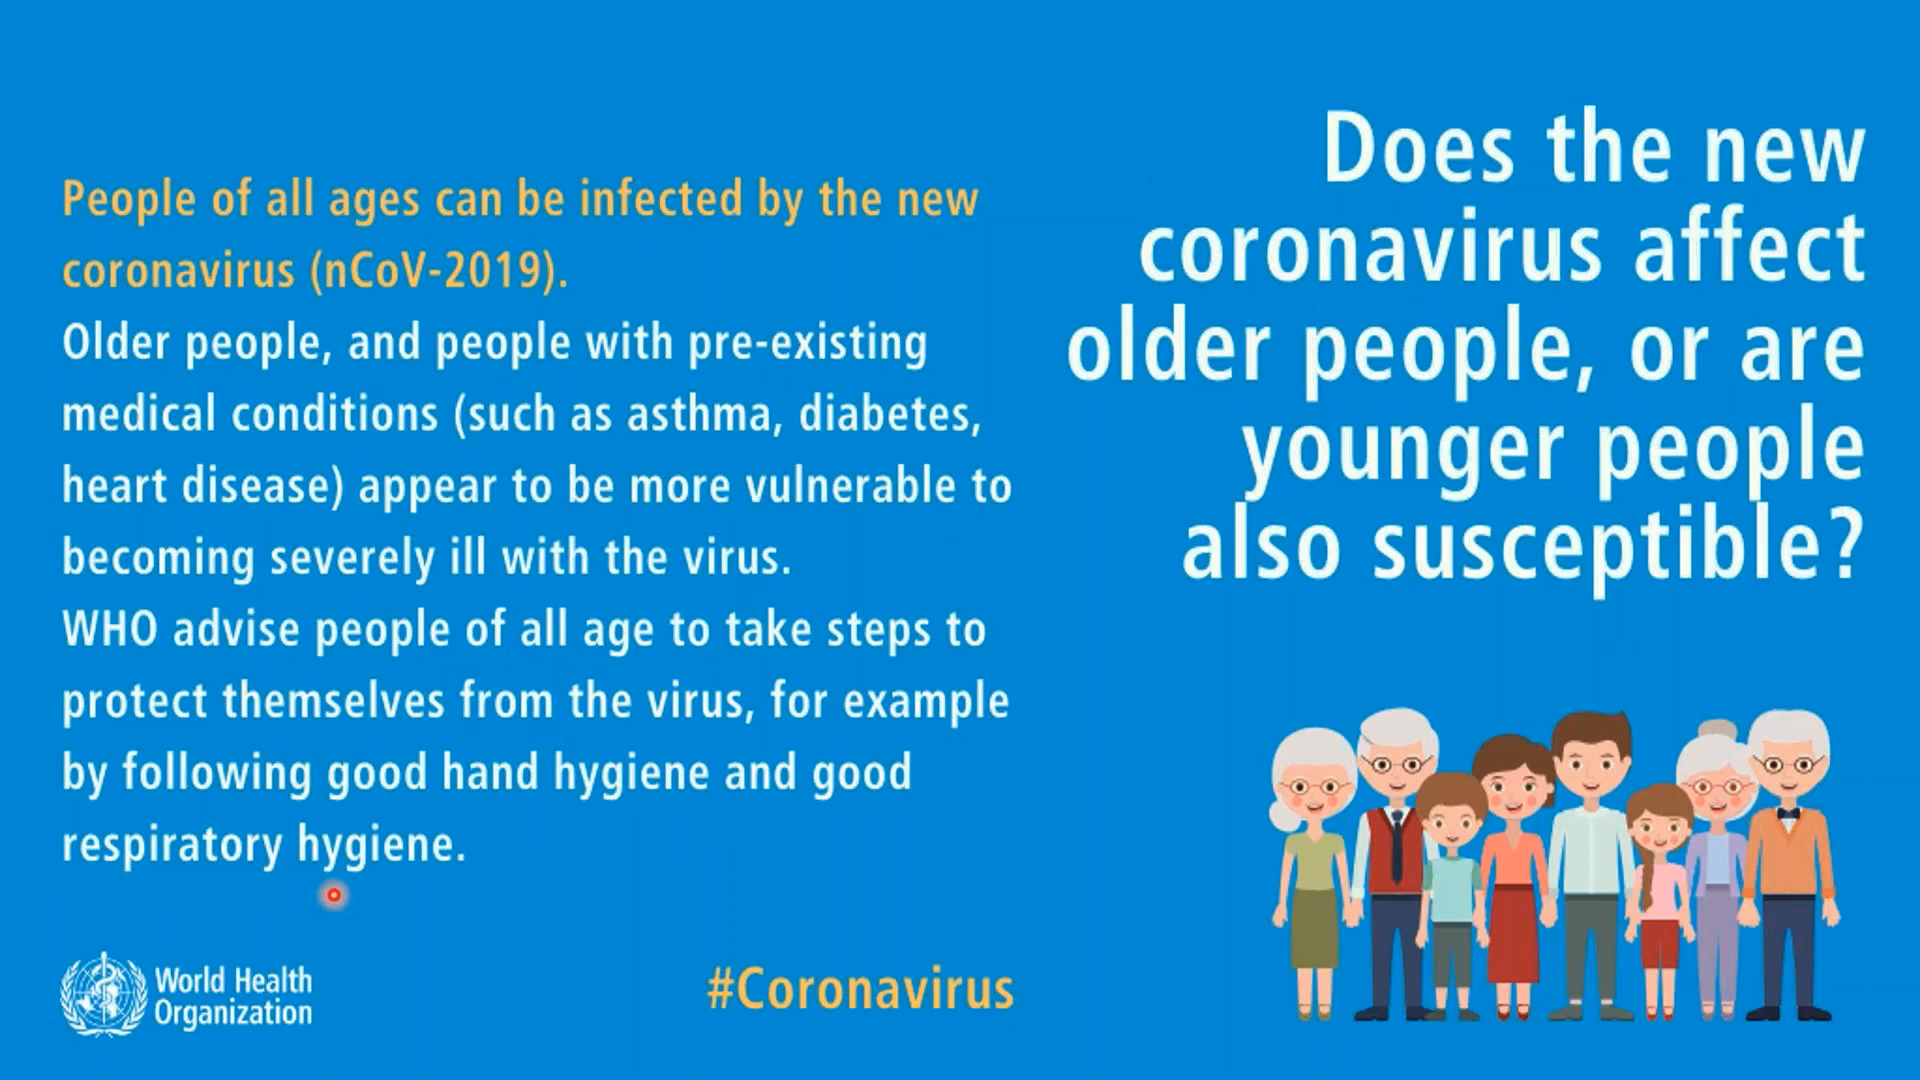 Does the new
coronavirus affect
older people, or are
younger people
also susceptible?
People of all ages can be infected by the new
coronavirus (nCoV-2019).
Older people, and people with pre-existing
medical conditions (such as asthma, diabetes,
heart disease) appear to be more vulnerable to
becoming severely ill with the virus.
WHO advise people of all age to take steps to
protect themselves from the virus, for example
by following good hand hygiene and good
respiratory hygiene.
World Health
Organization
#Coronavirus